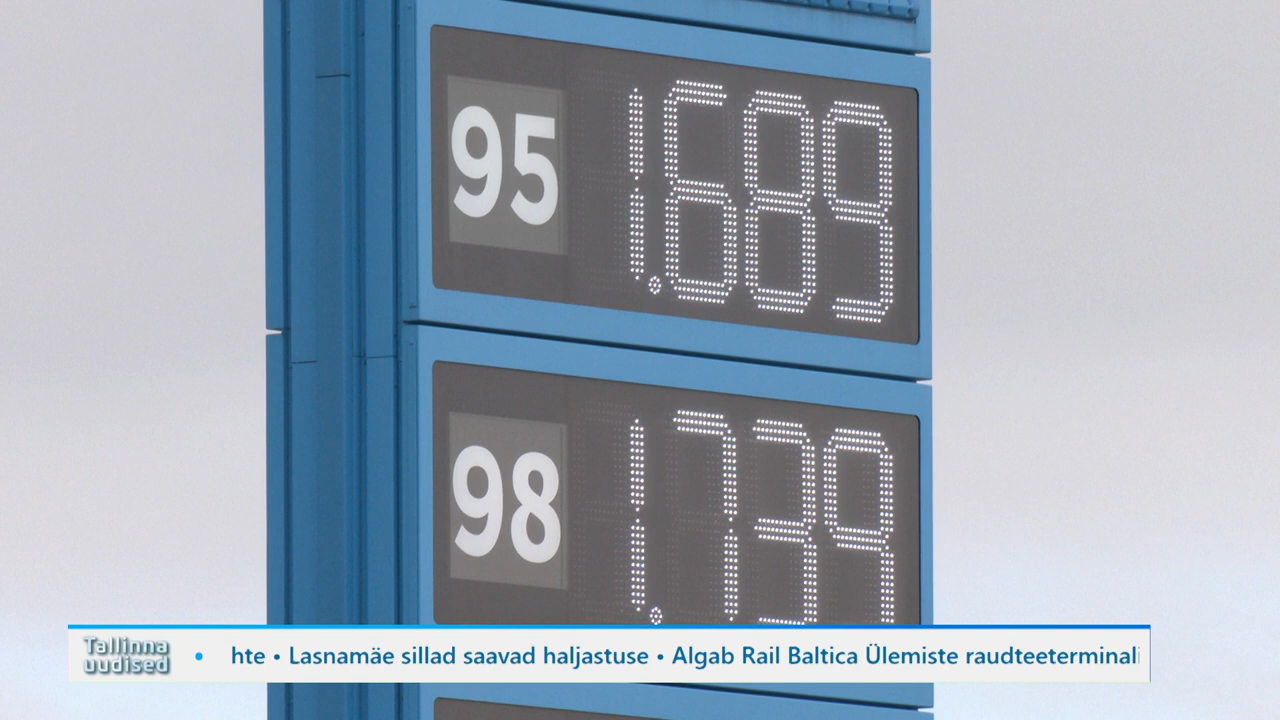 95 1.689
98 1.739
Tallinna
uudised
hte • Lasnamäe sillad saavad haljastuse • Algab Rail Baltica Ülemiste raudteeterminali